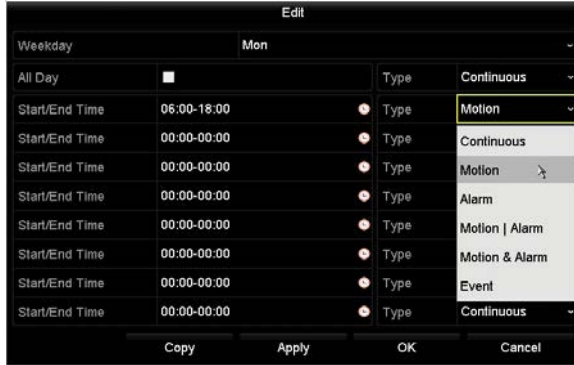 Edit
Weekday Mon
All Day Type Continuous
Start/End Time 06:00-18:00 Type Motion
Start/End Time 00:00-00:00 Type Continuous
Start/End Time 00:00-00:00 Type Motion
Start/End Time 00:00-00:00 Type Alarm
Start/End Time 00:00-00:00 Type Motion | Alarm
Start/End Time 00:00-00:00 Type Motion & Alarm
Start/End Time 00:00-00:00 Type Event
Start/End Time 00:00-00:00 Type Continuous
Copy Apply OK Cancel